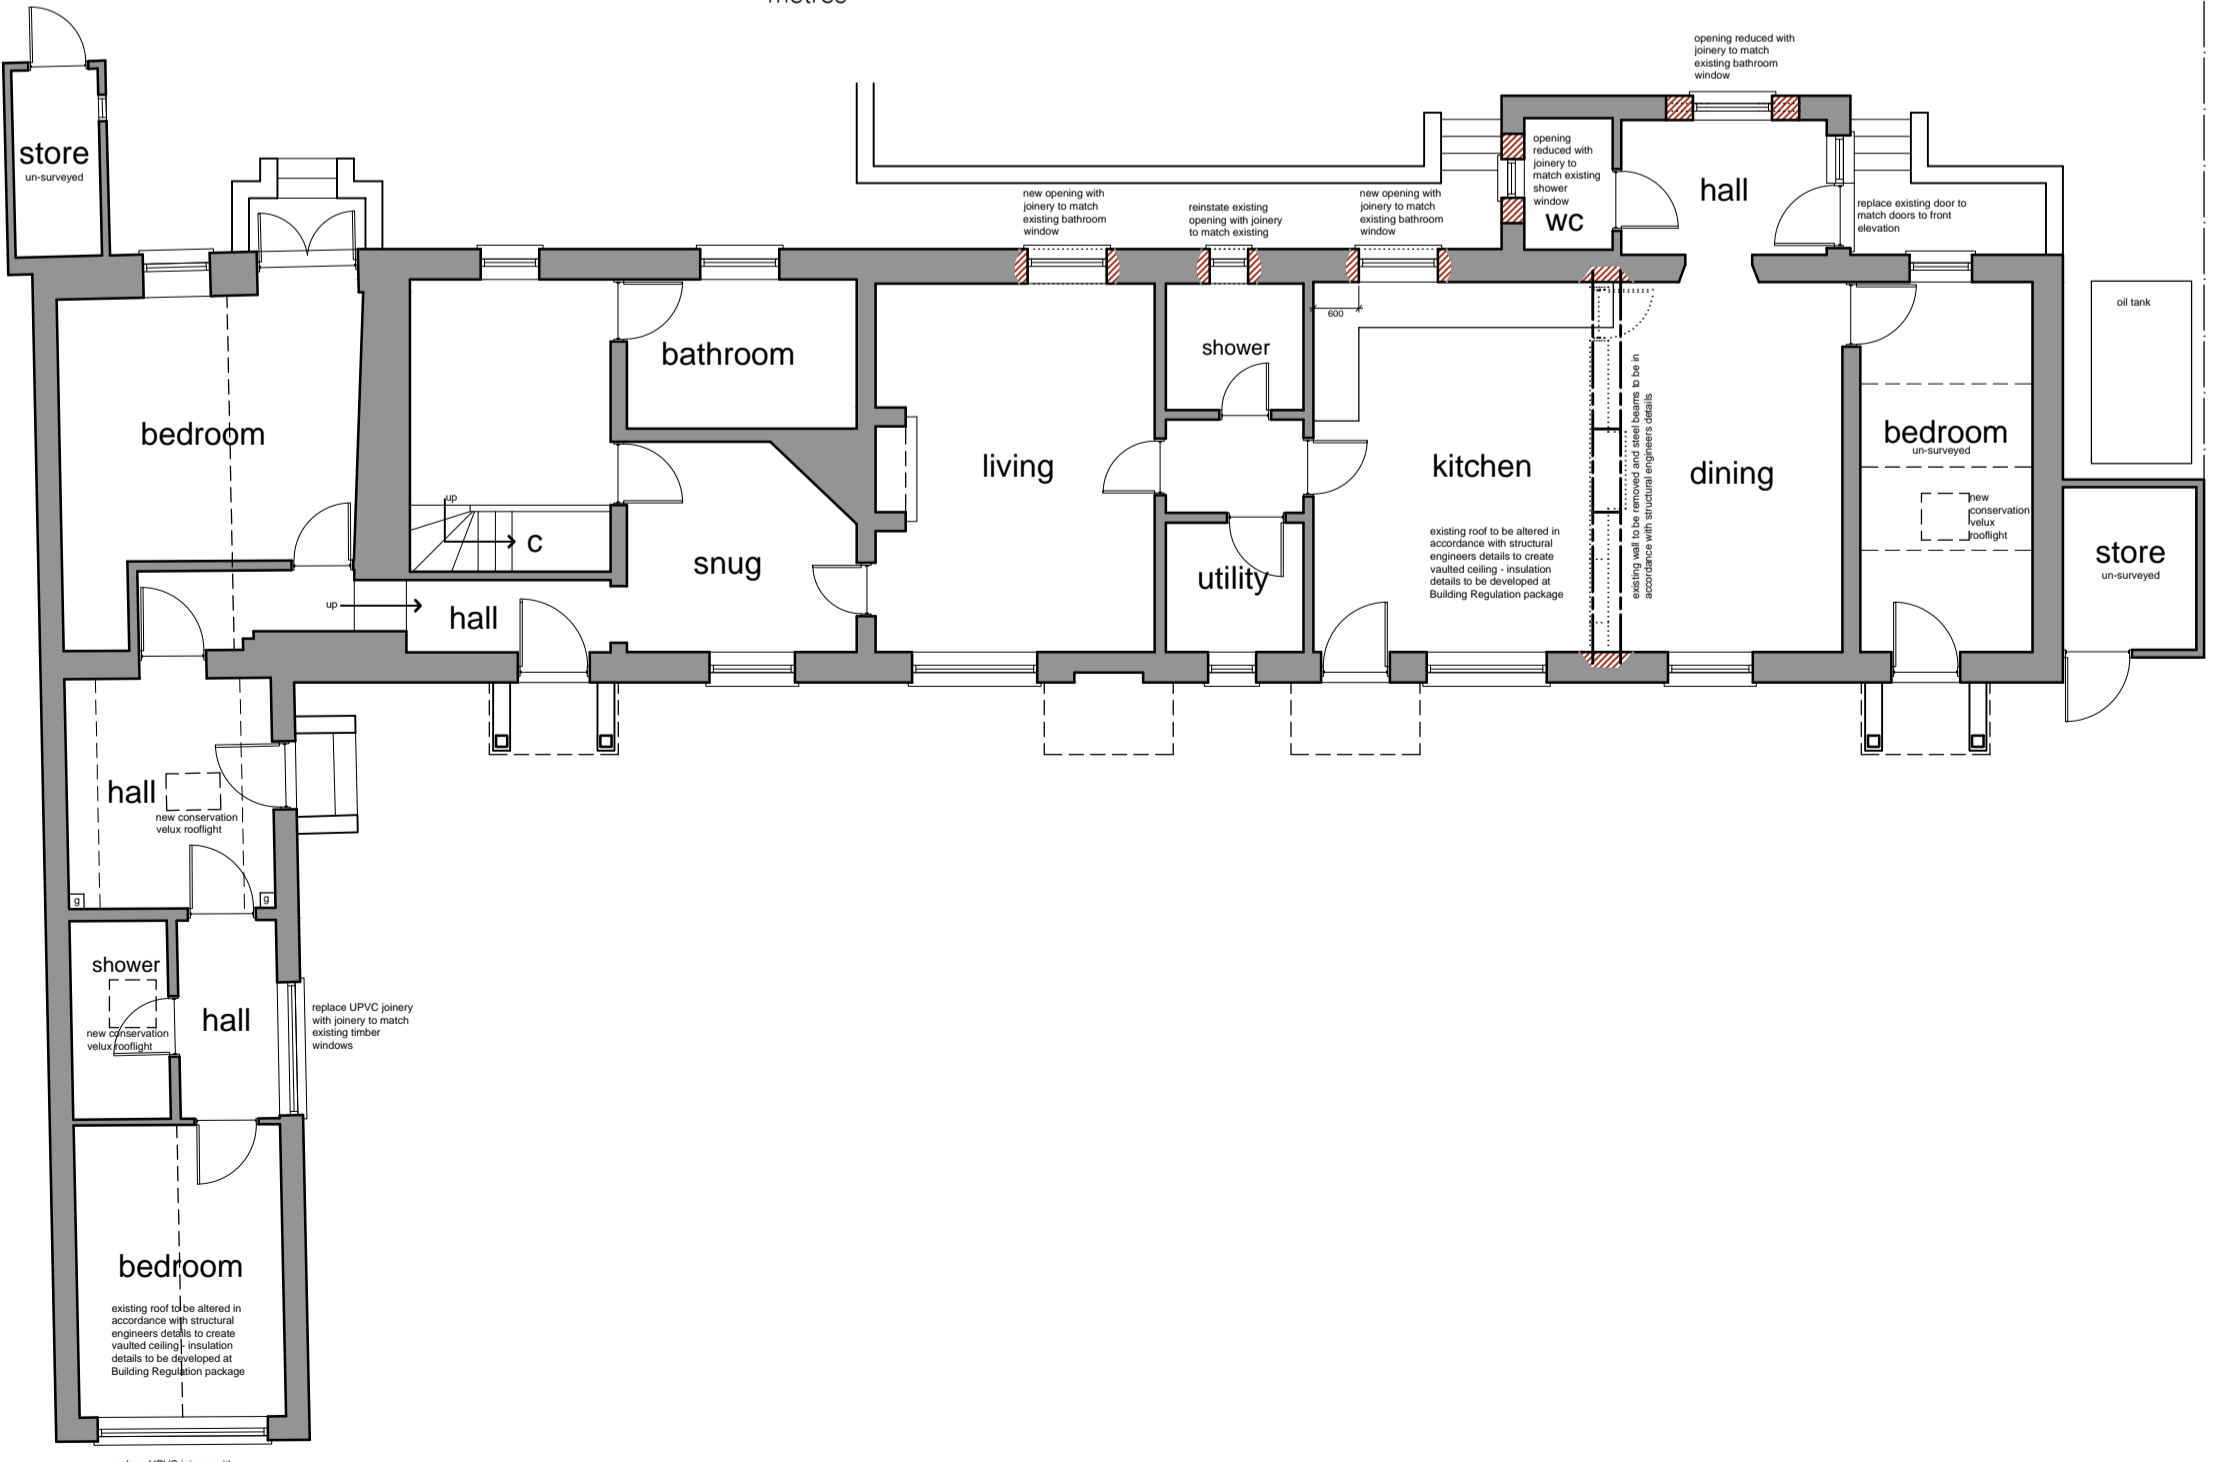 opening reduced with
joinery to match
existing bathroom
window
store
un-surveyed
opening
reduced with
joinery to
match existing
shower
window
wc
hall
new opening with
joinery to match
existing bathroom
window
reinstate existing
opening with joinery
to match existing
new opening with
joinery to match
existing bathroom
window
replace existing door to
match doors to front
elevation
oil tank
600
bathroom
shower
bedroom
living
kitchen
existing wall to be removed and steel beams to be in
accordance with structural engineers details
dining
bedroom
un-surveyed
up
c
snug
new
conservation
velux
rooflight
existing roof to be altered in
accordance with structural
engineers details to create
vaulted ceiling - insulation
details to be developed at
Building Regulation package
utility
store
un-surveyed
up
hall
hall
new conservation
velux rooflight
g
g
shower
new conservation
velux rooflight
hall
replace UPVC joinery
with joinery to match
existing timber
windows
bedroom
existing roof to be altered in
accordance with structural
engineers details to create
vaulted ceiling - insulation
details to be developed at
Building Regulation package